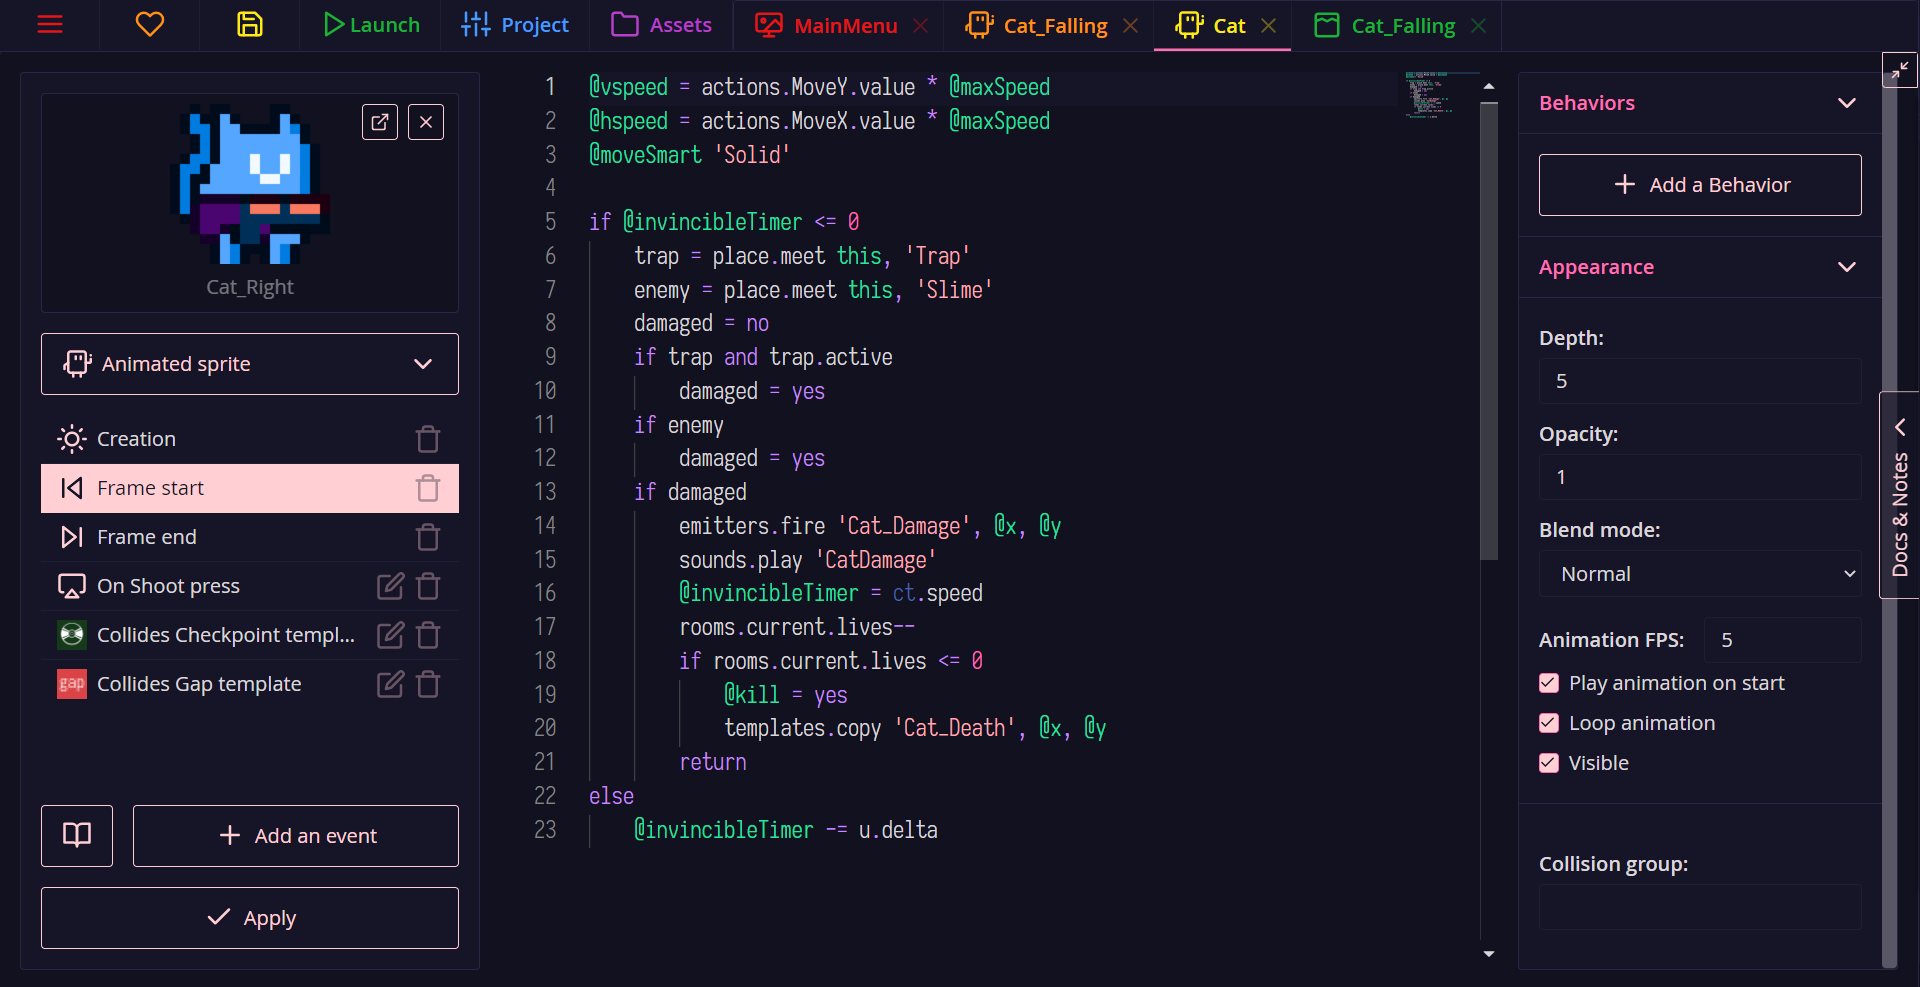 Launch
Project
Assets
MainMenu
Cat_Falling
Cat
Cat_Falling
Cat_Right
Animated sprite
Creation
Frame start
Frame end
On Shoot press
Collides Checkpoint templ...
gap
Collides Gap template
Add an event
Apply
1 @vspeed = actions.MoveY.value * @maxSpeed
2 @hspeed = actions.MoveX.value * @maxSpeed
3 @moveSmart 'Solid'
4
5 if @invincibleTimer <= 0
6     trap = place.meet this, 'Trap'
7     enemy = place.meet this, 'Slime'
8     damaged = no
9     if trap and trap.active
10         damaged = yes
11     if enemy
12         damaged = yes
13     if damaged
14         emitters.fire 'Cat_Damage', @x, @y
15         sounds.play 'CatDamage'
16         @invincibleTimer = ct.speed
17         rooms.current.lives--
18         if rooms.current.lives <= 0
19             @kill = yes
20             templates.copy 'Cat_Death', @x, @y
21         return
22 else
23     @invincibleTimer -= u.delta
Behaviors
Add a Behavior
Appearance
Depth:
5
Opacity:
1
Blend mode:
Normal
Animation FPS: 5
Play animation on start
Loop animation
Visible
Collision group:
Docs & Notes